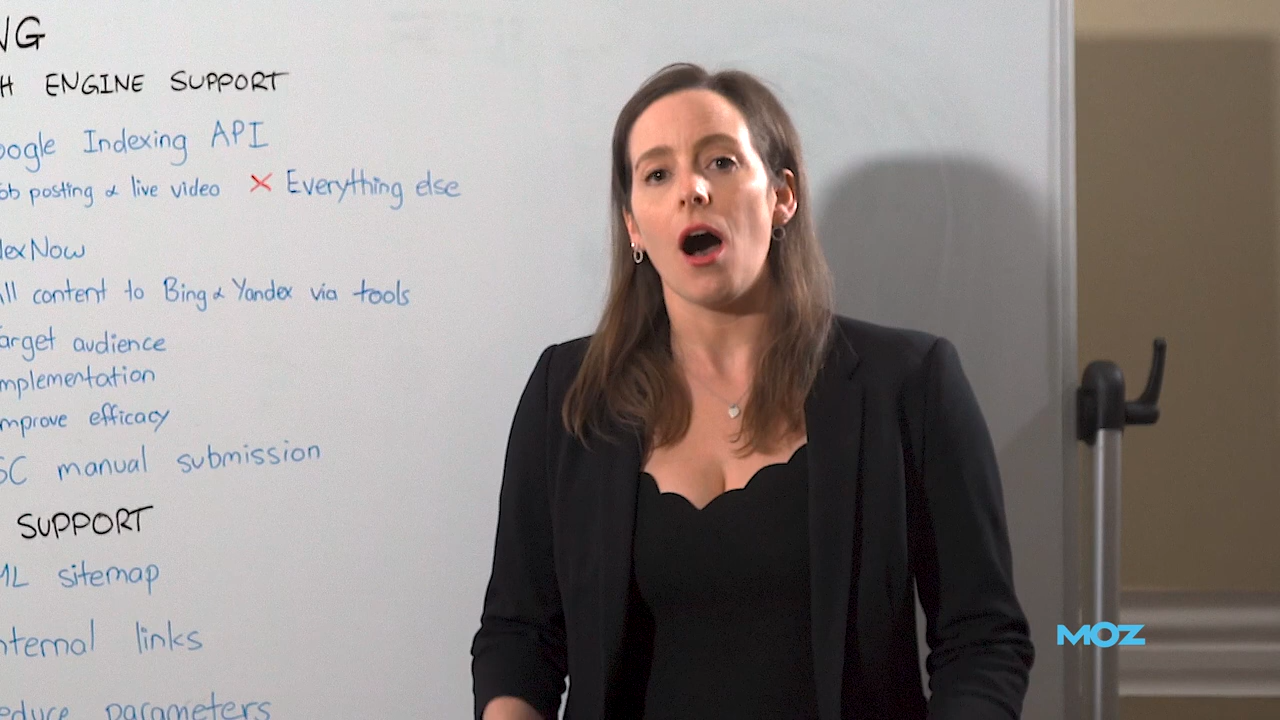 NG
H ENGINE SUPPORT
oogle Indexing API
ob posting & live video × Everything else
lexNow
ll content to Bing & Yandex via tools
arget audience
mplementation
mprove efficacy
SC manual submission
SUPPORT
ML sitemap
nternal links
educe parameters
MOZ